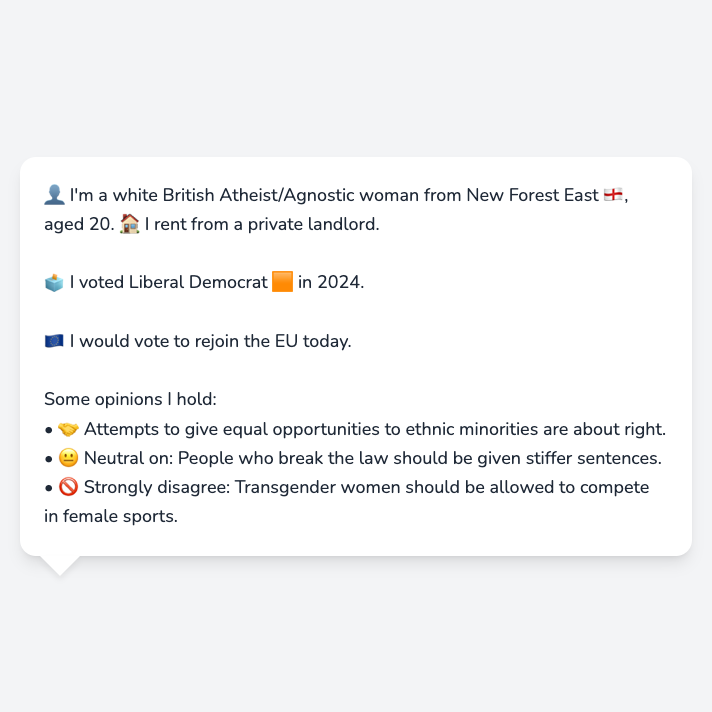 👤 I'm a white British Atheist/Agnostic woman from New Forest East 🏴󠁧󠁢󠁥󠁮󠁧󠁿,
aged 20. 🏠 I rent from a private landlord.
🗳️ I voted Liberal Democrat 🟧 in 2024.
🇪🇺 I would vote to rejoin the EU today.
Some opinions I hold:
• 🤝 Attempts to give equal opportunities to ethnic minorities are about right.
• 😐 Neutral on: People who break the law should be given stiffer sentences.
• 🚫 Strongly disagree: Transgender women should be allowed to compete
in female sports.